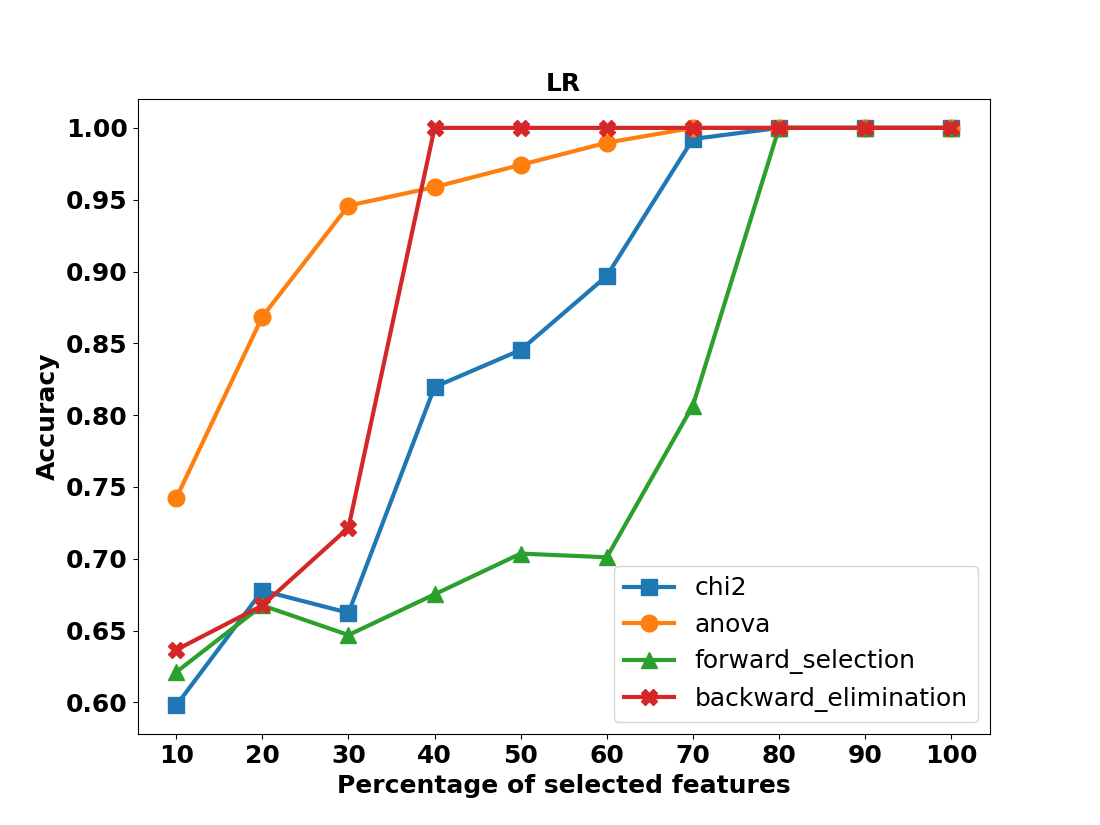 LR
1.00
0.95
0.90
0.85
0.80
0.75
0.70
0.65
0.60
Accuracy
chi2
anova
forward_selection
backward_elimination
10 20 30 40 50 60 70 80 90 100
Percentage of selected features